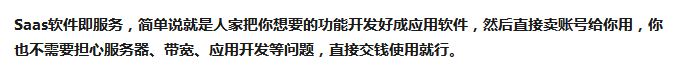 Saas软件即服务，简单说就是人家把你想要的功能开发好成应用软件，然后直接卖账号给你用，你
也不需要担心服务器、带宽、应用开发等问题，直接交钱使用就行。